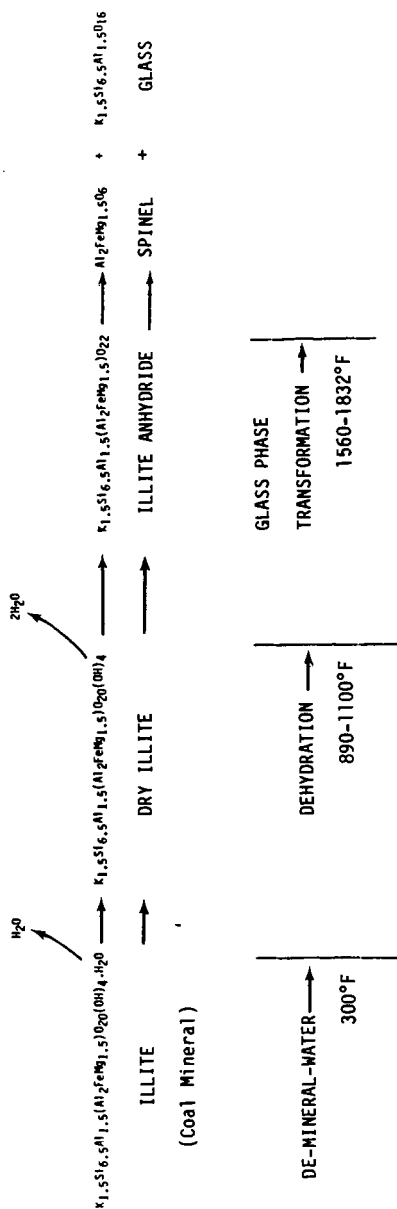 H2O 2H2O
K1.5Si6.5Al1.5(Al2FeMg1.5)O20(OH)4·H2O → K1.5Si6.5Al1.5(Al2FeMg1.5)O20(OH)4 → K1.5Si6.5Al1.5(Al2FeMg1.5)O22 → Al2FeMg1.5O6 + K1.5Si6.5Al1.5O16
ILLITE → DRY ILLITE → ILLITE ANHYDRIDE → SPINEL + GLASS
(Coal Mineral)
GLASS PHASE
DE-MINERAL-WATER → DEHYDRATION → TRANSFORMATION →
300°F 890-1100°F 1560-1832°F